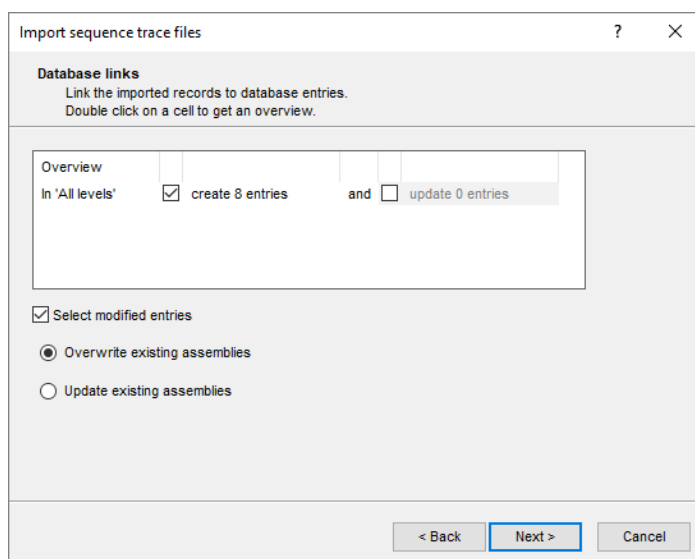 Import sequence trace files
?
Database links
Link the imported records to database entries.
Double click on a cell to get an overview.
Overview
In 'All levels' create 8 entries and update 0 entries
Select modified entries
Overwrite existing assemblies
Update existing assemblies
< Back Next > Cancel